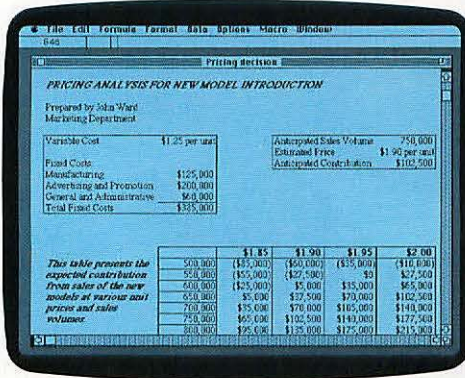 File Edit Formula Format Data Options Macro Window
Pricing decision
PRICING ANALYSIS FOR NEW MODEL INTRODUCTION
Prepared by John Ward
Marketing Department
Variable Cost $1.25 per unit
Fixed Costs:
Manufacturing $125,000
Advertising and Promotion $200,000
General and Administrative $60,000
Total Fixed Costs $385,000
Anticipated Sales Volume 750,000
Estimated Price $1.90 per unit
Anticipated Contribution $102,500
$1.85 $1.90 $1.95 $2.00
This table presents the 500,000 ($85,000) ($60,000) ($35,000) ($10,000)
expected contribution 550,000 ($55,000) ($27,500) $0 $27,500
from sales of the new 600,000 ($25,000) $5,000 $35,000 $65,000
models at various unit 650,000 $5,000 $37,500 $70,000 $102,500
prices and sales 700,000 $35,000 $70,000 $105,000 $140,000
volumes. 750,000 $65,000 $102,500 $140,000 $177,500
800,000 $95,000 $135,000 $175,000 $215,000